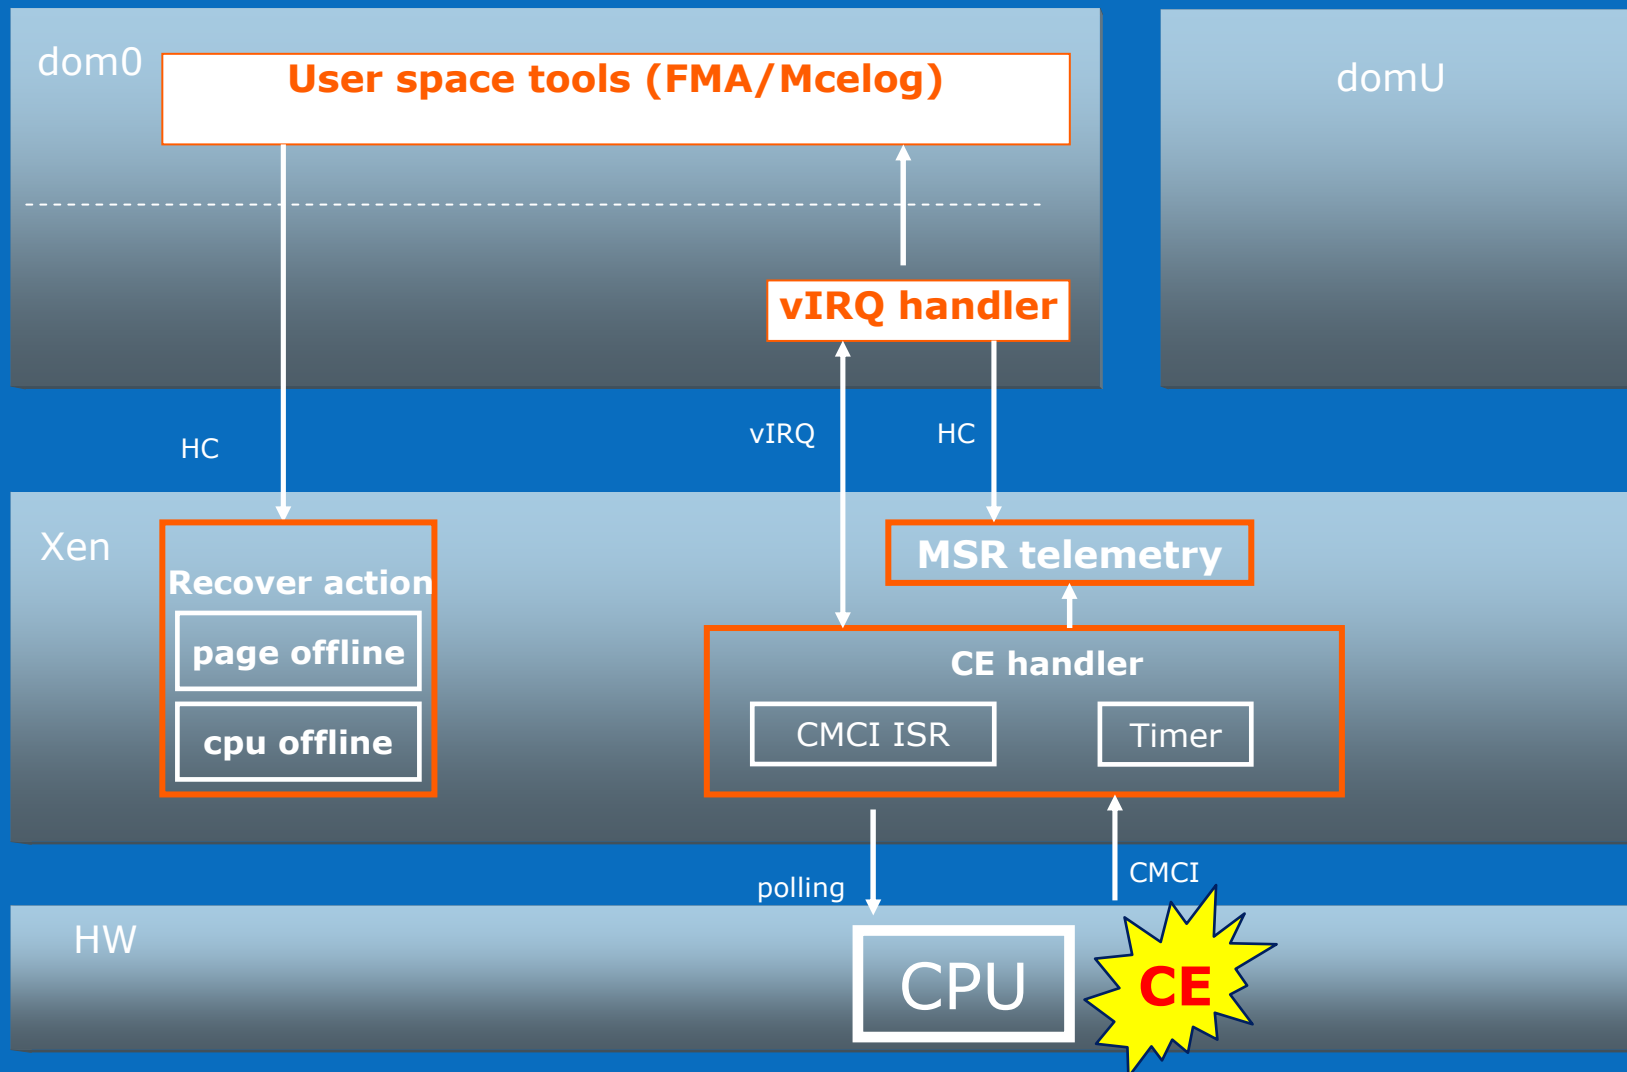 dom0
User space tools (FMA/Mcelog)
domU
vIRQ handler
HC
vIRQ
HC
Xen
Recover action
page offline
cpu offline
MSR telemetry
CE handler
CMCI ISR
Timer
polling
CMCI
HW
CPU
CE